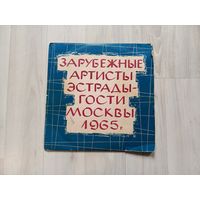 ЗАРУБЕЖНЫЕ
АРТИСТЫ
ЭСТРАДЫ-
ГОСТИ
МОСКВЫ
1965г.